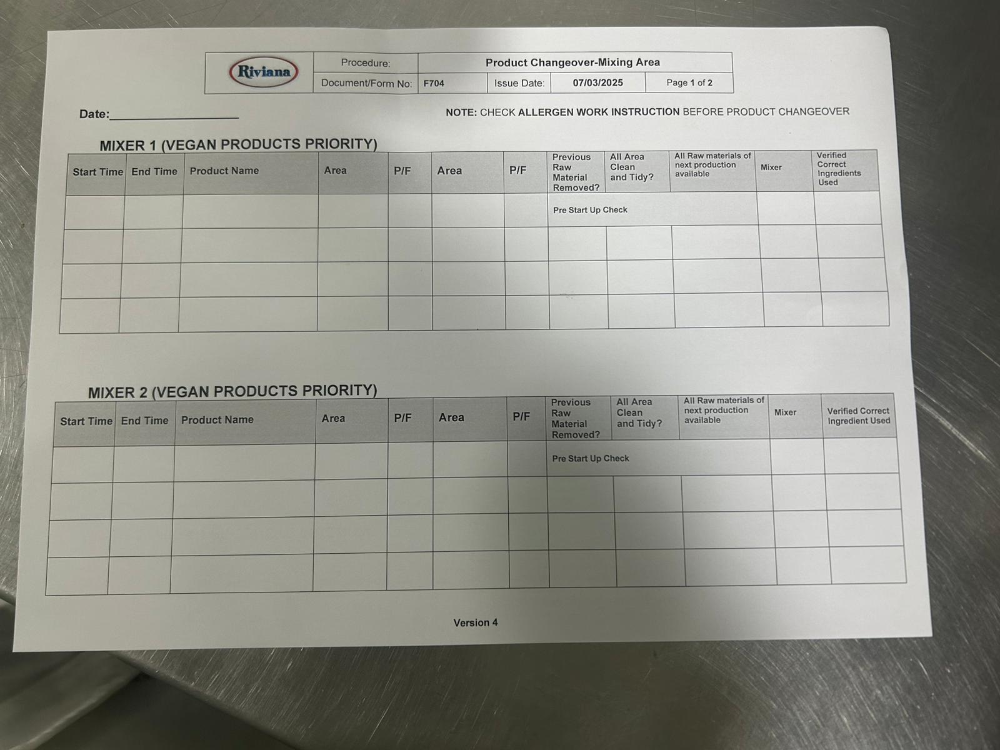 Riviana
Procedure: Product Changeover-Mixing Area
Document/Form No: F704 Issue Date: 07/03/2025 Page 1 of 2
Date:
NOTE: CHECK ALLERGEN WORK INSTRUCTION BEFORE PRODUCT CHANGEOVER
MIXER 1 (VEGAN PRODUCTS PRIORITY)
Start Time
End Time
Product Name
Area
P/F
Area
P/F
Previous
Raw
Material
Removed?
All Area
Clean
and Tidy?
All Raw materials of
next production
available
Mixer
Verified
Correct
Ingredients
Used
Pre Start Up Check
MIXER 2 (VEGAN PRODUCTS PRIORITY)
Start Time
End Time
Product Name
Area
P/F
Area
P/F
Previous
Raw
Material
Removed?
All Area
Clean
and Tidy?
All Raw materials of
next production
available
Mixer
Verified Correct
Ingredient Used
Pre Start Up Check
Version 4